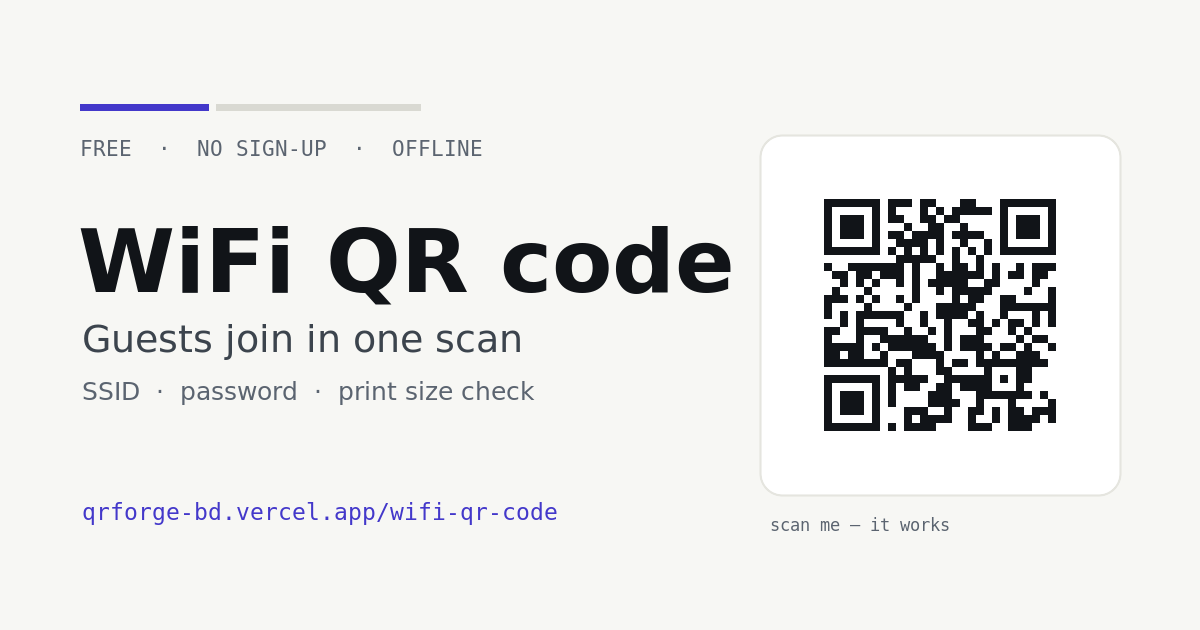 FREE · NO SIGN-UP · OFFLINE
WiFi QR code
Guests join in one scan
SSID · password · print size check
qrforge-bd.vercel.app/wifi-qr-code
scan me — it works